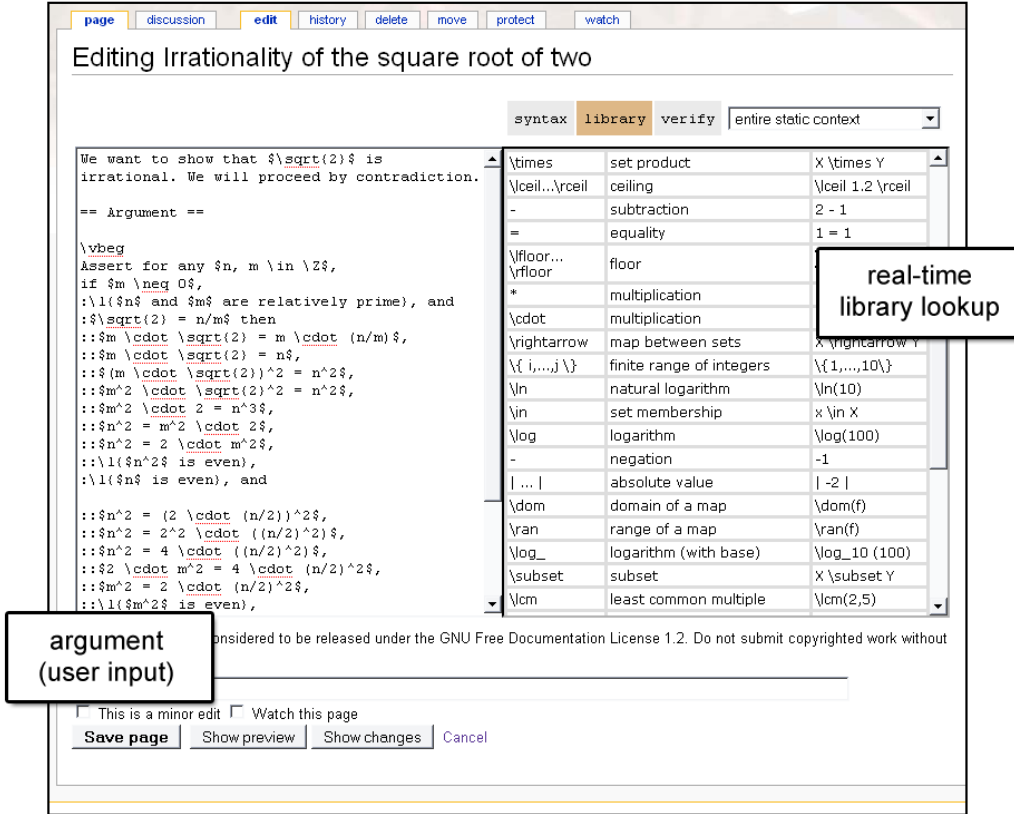 page discussion edit history delete move protect watch
Editing Irrationality of the square root of two
syntax library verify entire static context
We want to show that $\sqrt{2}$ is
irrational. We will proceed by contradiction.
== Argument ==
\vbeg
Assert for any $n, m \in \Z$,
if $m \neq 0$,
:\l{$n$ and $m$ are relatively prime}, and
:$\sqrt{2} = n/m$ then
::$m \cdot \sqrt{2} = m \cdot (n/m)$,
::$m \cdot \sqrt{2} = n$,
::$(m \cdot \sqrt{2})^2 = n^2$,
::$m^2 \cdot \sqrt{2}^2 = n^2$,
::$m^2 \cdot 2 = n^3$,
::$n^2 = m^2 \cdot 2$,
::$n^2 = 2 \cdot m^2$,
::\l{$n^2$ is even},
:\l{$n$ is even}, and
::$n^2 = (2 \cdot (n/2))^2$,
::$n^2 = 2^2 \cdot ((n/2)^2)$,
::$n^2 = 4 \cdot ((n/2)^2)$,
::$2 \cdot m^2 = 4 \cdot (n/2)^2$,
::$m^2 = 2 \cdot (n/2)^2$,
::\l{$m^2$ is even},
\times set product X \times Y
\lceil...\rceil ceiling \lceil 1.2 \rceil
- subtraction 2 - 1
= equality 1 = 1
\lfloor...
\rfloor floor
* multiplication
\cdot multiplication
\rightarrow map between sets X \rightarrow Y
\{ i,...,j \} finite range of integers \{1,...,10\}
\ln natural logarithm \ln(10)
\in set membership x \in X
\log logarithm \log(100)
- negation -1
| ... | absolute value | -2 |
\dom domain of a map \dom(f)
\ran range of a map \ran(f)
\log_ logarithm (with base) \log_10 (100)
\subset subset X \subset Y
\lcm least common multiple \lcm(2,5)
real-time
library lookup
argument
(user input)
onsidered to be released under the GNU Free Documentation License 1.2. Do not submit copyrighted work without
This is a minor edit Watch this page
Save page Show preview Show changes Cancel